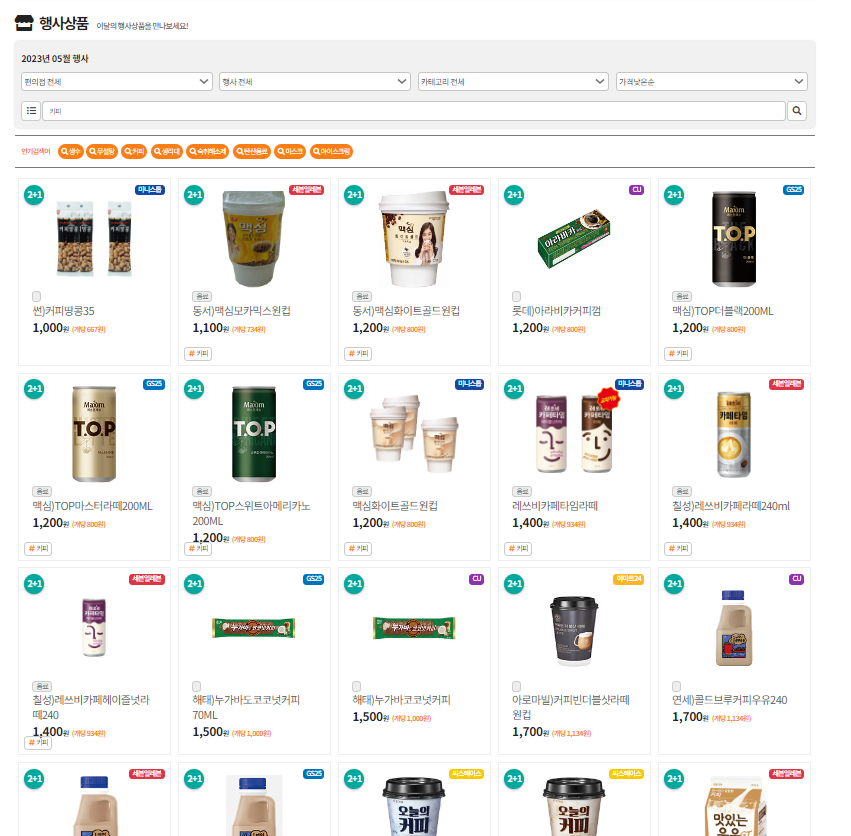 행사상품 이달의 행사상품을 만나보세요!
2023년 05월 행사
편의점 전체 행사 전체 카테고리 전체 가격낮은순
커피
인기검색어 생수 무설탕 커피 생리대 숙취해소제 탄산음료 마스크 아이스크림
2+1 미니스톱 2+1 세븐일레븐 2+1 세븐일레븐 2+1 CU 2+1 GS25
맥심 맥심 아라비카 Maxim T.O.P
음료 음료 음료
썬)커피땅콩35 동서)맥심모카믹스원컵 동서)맥심화이트골드원컵 롯데)아라비카커피껌 맥심)TOP더블랙200ML
1,000원 (개당 667원) 1,100원 (개당 734원) 1,200원 (개당 800원) 1,200원 (개당 800원) 1,200원 (개당 800원)
# 커피 # 커피 # 커피
2+1 GS25 2+1 GS25 2+1 미니스톱 2+1 미니스톱 2+1 세븐일레븐
Maxim T.O.P Maxim T.O.P 카페타임 카페타임 카페타임
음료 음료 음료 음료 음료
맥심)TOP마스터라떼200ML 맥심)TOP스위트아메리카노 맥심화이트골드원컵 레쓰비카페타임라떼 칠성)레쓰비카페라떼240ml
200ML
1,200원 (개당 800원) 1,200원 (개당 800원) 1,200원 (개당 800원) 1,400원 (개당 934원) 1,400원 (개당 934원)
# 커피 # 커피 # 커피 # 커피 # 커피
2+1 세븐일레븐 2+1 GS25 2+1 CU 2+1 이마트24 2+1 CU
카페타임 누가바 누가바
음료
칠성)레쓰비카페헤이즐넛라 해태)누가바도코코넛커피 해태)누가바코코넛커피 아로마빌)커피빈더블샷라떼 연세)콜드브루커피우유240
떼240 70ML 원컵
1,400원 (개당 934원) 1,500원 (개당 1,000원) 1,500원 (개당 1,000원) 1,700원 (개당 1,134원) 1,700원 (개당 1,134원)
# 커피
2+1 세븐일레븐 2+1 GS25 2+1 씨스페이스 2+1 씨스페이스 2+1 세븐일레븐
오늘의 커피 오늘의 커피 커피 맛있는